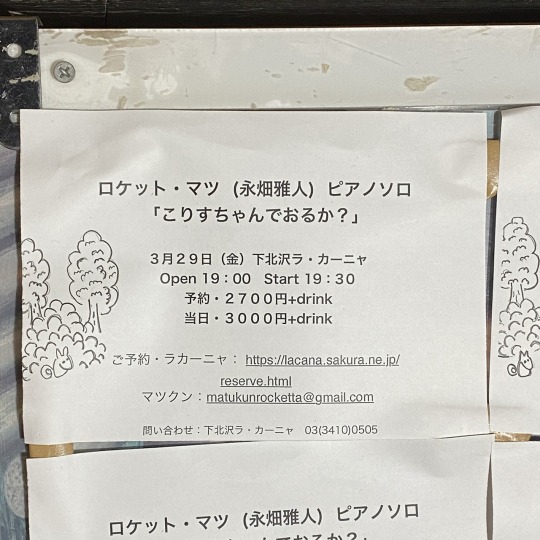 ロケット・マツ (永畑雅人) ピアノソロ
「こりすちゃんでおるか？」
3月29日（金）下北沢ラ・カーニャ
Open 19：00 Start 19：30
予約・2700円+drink
当日・3000円+drink
ご予約・ラカーニャ： https://lacana.sakura.ne.jp/
reserve.html
マツクン：matukunrocketta@gmail.com
問い合わせ：下北沢ラ・カーニャ 03(3410)0505
ロケット・マツ (永畑雅人) ピアノソロ